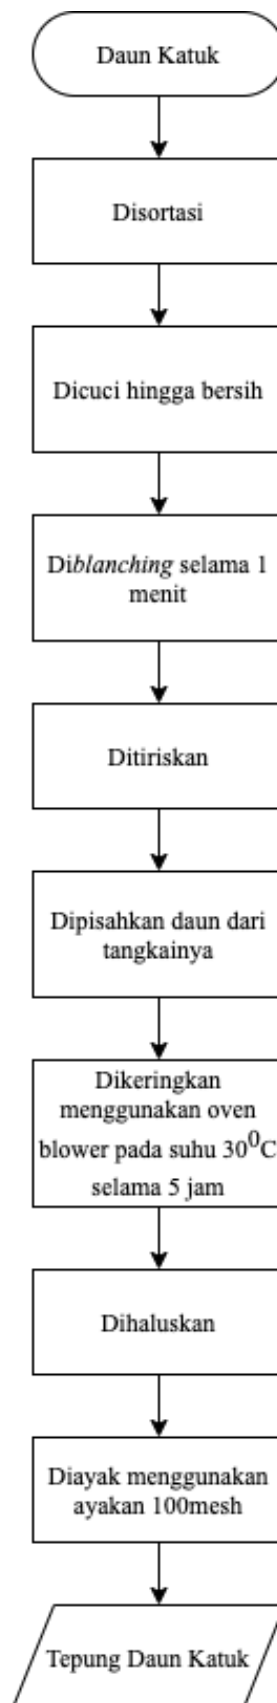 Daun Katuk
Disortasi
Dicuci hingga bersih
Diblanching selama 1
menit
Ditiriskan
Dipisahkan daun dari
tangkainya
Dikeringkan
menggunakan oven
blower pada suhu 30⁰C
selama 5 jam
Dihaluskan
Diayak menggunakan
ayakan 100mesh
Tepung Daun Katuk